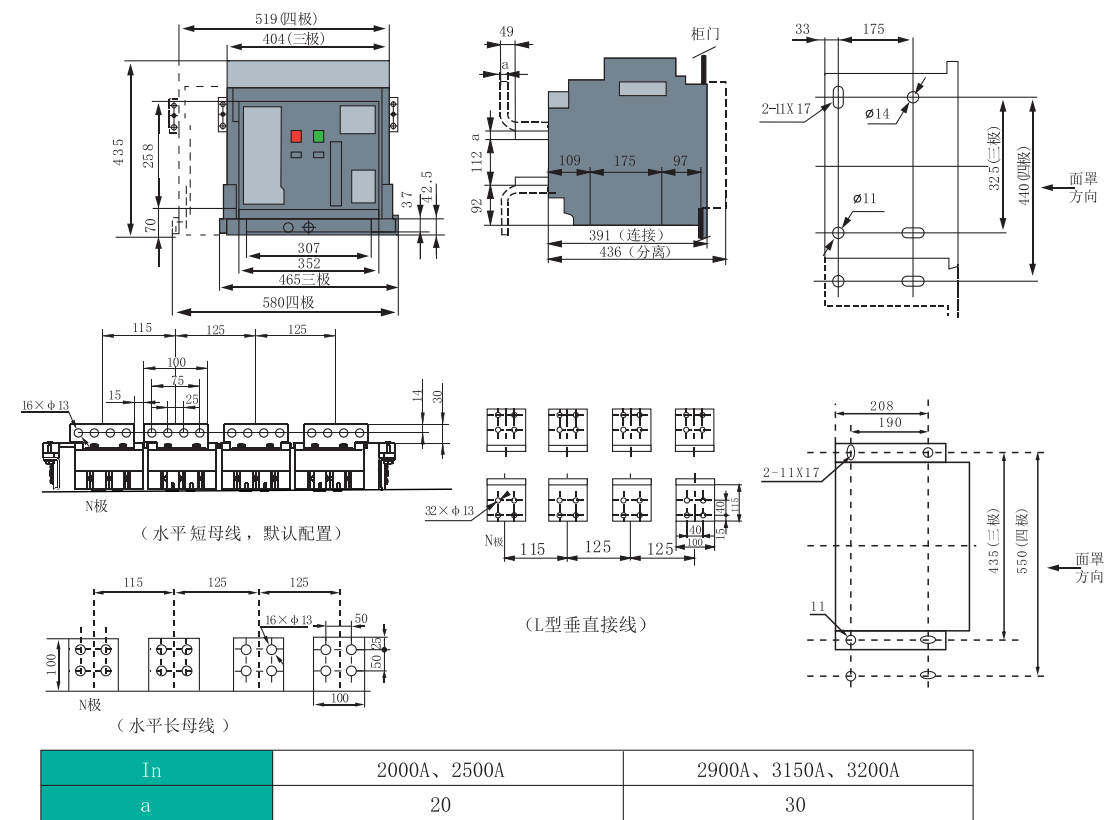 519(四极)
404(三极)
435
258
70
37
42.5
307
352
465三极
580四极
49
a
柜门
a
112
92
109
175
97
391（连接）
436（分离）
33
175
2-11X17
ø14
ø11
325(三极)
440(四极)
面罩
方向
115
125
125
100
75
15
25
16×φ13
14
30
N极
（水平短母线，默认配置）
32×φ13
N极
115
125
125
40
100
15
40
115
（L型垂直接线）
208
190
2-11X17
11
435(三极)
550(四极)
面罩
方向
115
125
125
16×φ13
50
25
50
100
100
N极
（水平长母线）
In
2000A、2500A
2900A、3150A、3200A
a
20
30